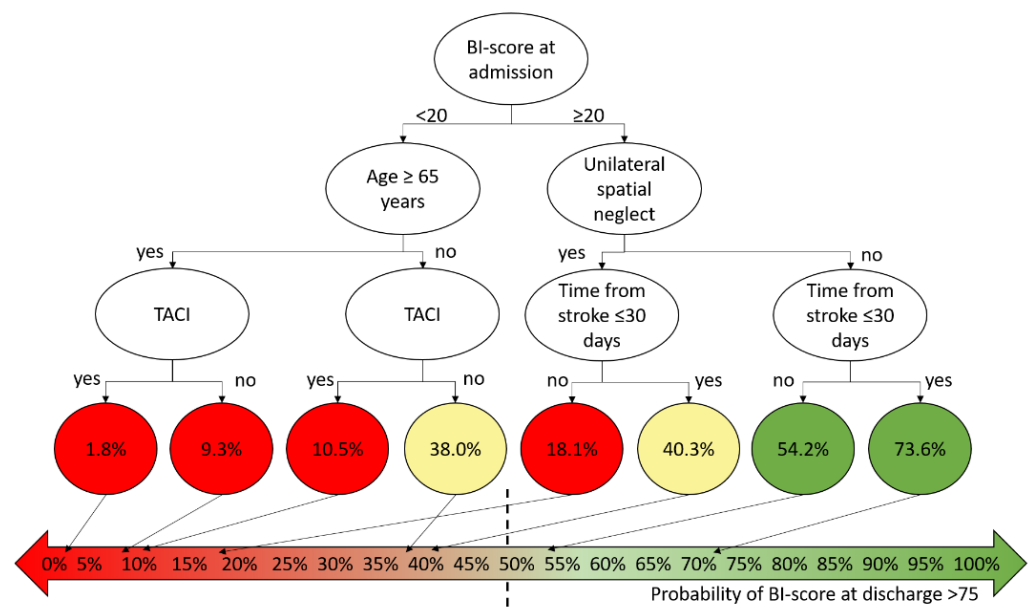 BI-score at
admission
<20
≥20
Age ≥ 65
years
Unilateral
spatial
neglect
yes
no
yes
no
TACI
TACI
Time from
stroke ≤30
days
Time from
stroke ≤30
days
yes
no
yes
no
no
yes
no
yes
1.8%
9.3%
10.5%
38.0%
18.1%
40.3%
54.2%
73.6%
0% 5% 10% 15% 20% 25% 30% 35% 40% 45% 50% 55% 60% 65% 70% 75% 80% 85% 90% 95% 100%
Probability of BI-score at discharge >75